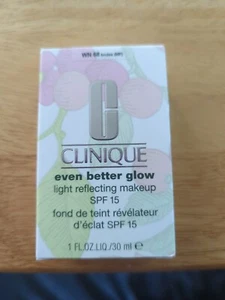 C
CLINIQUE
even better glow
light reflecting makeup
SPF 15
fond de teint révélateur
d'éclat SPF 15
1 FL.OZ.LIQ./30 ml e